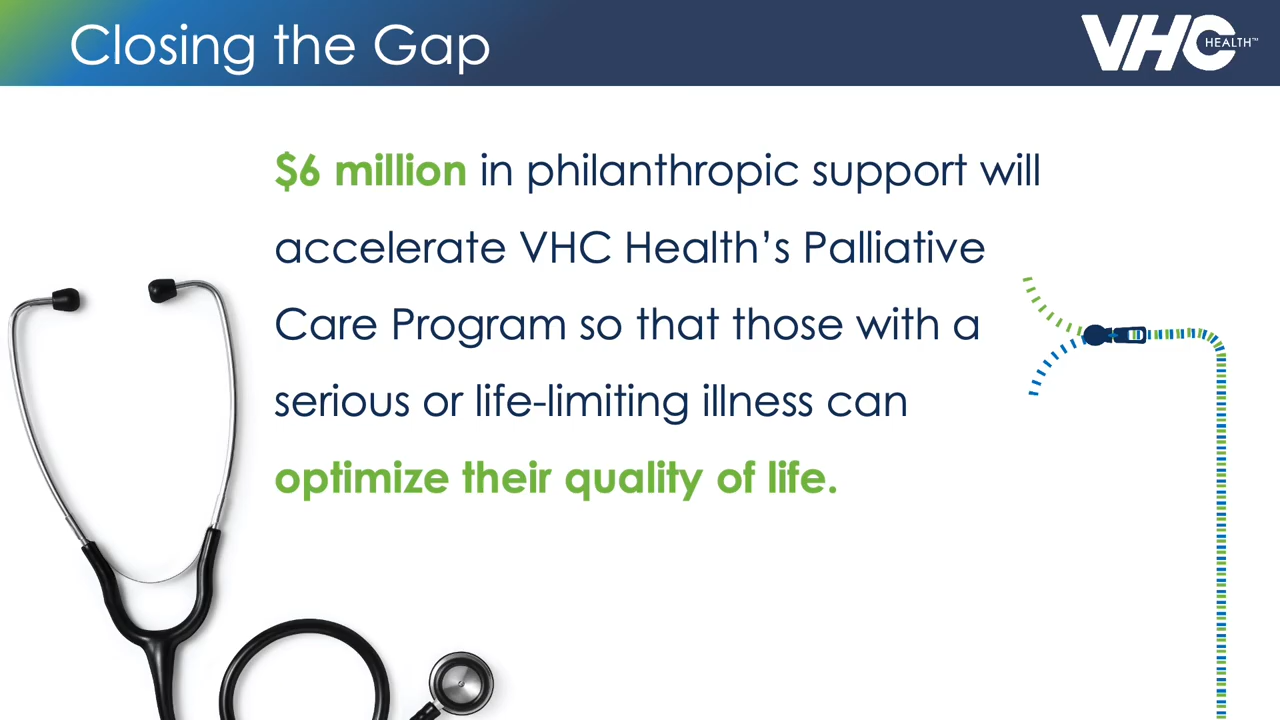 Closing the Gap
VHC HEALTH™
$6 million in philanthropic support will
accelerate VHC Health’s Palliative
Care Program so that those with a
serious or life-limiting illness can
optimize their quality of life.